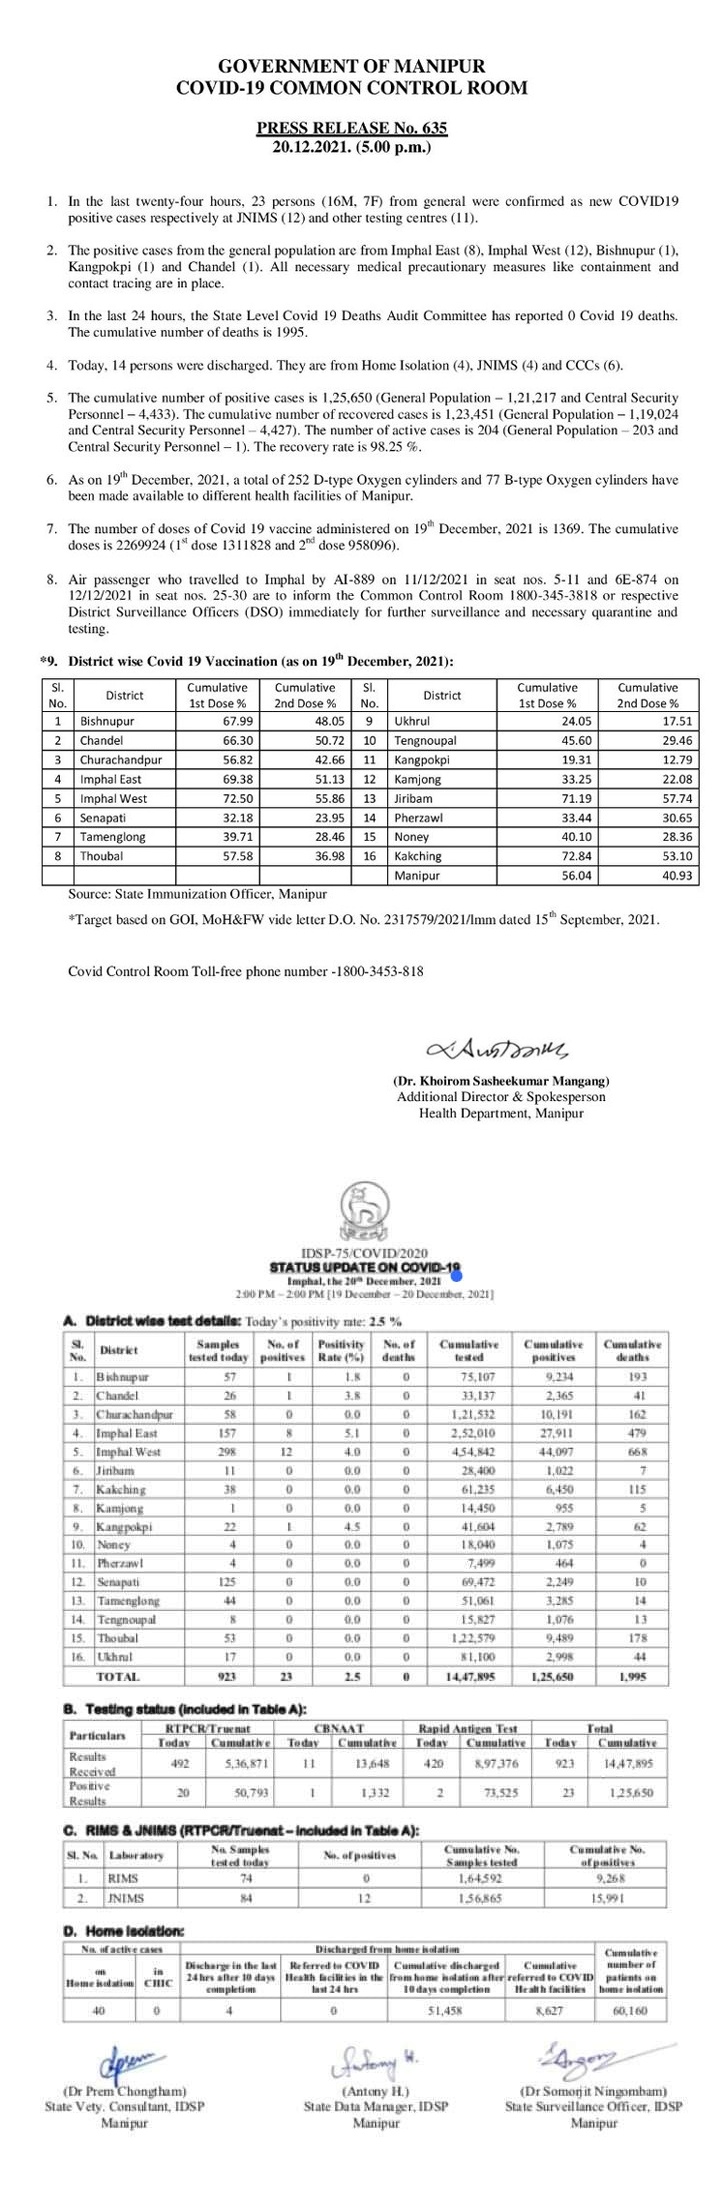 GOVERNMENT OF MANIPUR
COVID-19 COMMON CONTROL ROOM
PRESS RELEASE No. 635
20.12.2021. (5.00 p.m.)
1. In the last twenty-four hours, 23 persons (16M, 7F) from general were confirmed as new COVID19
positive cases respectively at JNIMS (12) and other testing centres (11).
2. The positive cases from the general population are from Imphal East (8), Imphal West (12), Bishnupur (1),
Kangpokpi (1) and Chandel (1). All necessary medical precautionary measures like containment and
contact tracing are in place.
3. In the last 24 hours, the State Level Covid 19 Deaths Audit Committee has reported 0 Covid 19 deaths.
The cumulative number of deaths is 1995.
4. Today, 14 persons were discharged. They are from Home Isolation (4), JNIMS (4) and CCCs (6).
5. The cumulative number of positive cases is 1,25,650 (General Population – 1,21,217 and Central Security
Personnel – 4,433). The cumulative number of recovered cases is 1,23,451 (General Population – 1,19,024
and Central Security Personnel – 4,427). The number of active cases is 204 (General Population – 203 and
Central Security Personnel – 1). The recovery rate is 98.25 %.
6. As on 19th December, 2021, a total of 252 D-type Oxygen cylinders and 77 B-type Oxygen cylinders have
been made available to different health facilities of Manipur.
7. The number of doses of Covid 19 vaccine administered on 19th December, 2021 is 1369. The cumulative
doses is 2269924 (1st dose 1311828 and 2nd dose 958096).
8. Air passenger who travelled to Imphal by AI-889 on 11/12/2021 in seat nos. 5-11 and 6E-874 on
12/12/2021 in seat nos. 25-30 are to inform the Common Control Room 1800-345-3818 or respective
District Surveillance Officers (DSO) immediately for further surveillance and necessary quarantine and
testing.
*9. District wise Covid 19 Vaccination (as on 19th December, 2021):
Sl. No. District Cumulative 1st Dose % Cumulative 2nd Dose % Sl. No. District Cumulative 1st Dose % Cumulative 2nd Dose %
1 Bishnupur 67.99 48.05 9 Ukhrul 24.05 17.51
2 Chandel 66.30 50.72 10 Tengnoupal 45.60 29.46
3 Churachandpur 56.82 42.66 11 Kangpokpi 19.31 12.79
4 Imphal East 69.38 51.13 12 Kamjong 33.25 22.08
5 Imphal West 72.50 55.86 13 Jiribam 71.19 57.74
6 Senapati 32.18 23.95 14 Pherzawl 33.44 30.65
7 Tamenglong 39.71 28.46 15 Noney 40.10 28.36
8 Thoubal 57.58 36.98 16 Kakching 72.84 53.10
Manipur 56.04 40.93
Source: State Immunization Officer, Manipur
*Target based on GOI, MoH&FW vide letter D.O. No. 2317579/2021/Imm dated 15th September, 2021.
Covid Control Room Toll-free phone number -1800-3453-818
(Dr. Khoirom Sasheekumar Mangang)
Additional Director & Spokesperson
Health Department, Manipur
IDSP-75/COVID/2020
STATUS UPDATE ON COVID-19
Imphal, the 20th December, 2021
2:00 PM – 2:00 PM [19 December – 20 December, 2021]
A. District wise test details: Today's positivity rate: 2.5 %
Sl. No. District Samples tested today No. of positives Positivity Rate (%) No. of deaths Cumulative tested Cumulative positives Cumulative deaths
1. Bishnupur 57 1 1.8 0 75,107 9,234 193
2. Chandel 26 1 3.8 0 33,137 2,365 41
3. Churachandpur 58 0 0.0 0 1,21,532 10,191 162
4. Imphal East 157 8 5.1 0 2,52,010 27,911 479
5. Imphal West 298 12 4.0 0 4,54,842 44,097 668
6. Jiribam 11 0 0.0 0 28,400 1,022 7
7. Kakching 38 0 0.0 0 61,235 6,450 115
8. Kamjong 1 0 0.0 0 14,450 955 5
9. Kangpokpi 22 1 4.5 0 41,604 2,789 62
10. Noney 4 0 0.0 0 18,040 1,075 4
11. Pherzawl 4 0 0.0 0 7,499 464 0
12. Senapati 125 0 0.0 0 69,472 2,249 10
13. Tamenglong 44 0 0.0 0 51,061 3,285 14
14. Tengnoupal 8 0 0.0 0 15,827 1,076 13
15. Thoubal 53 0 0.0 0 1,22,579 9,489 178
16. Ukhrul 17 0 0.0 0 81,100 2,998 44
TOTAL 923 23 2.5 0 14,47,895 1,25,650 1,995
B. Testing status (included in Table A):
Particulars RTPCR/Truenat CBNAAT Rapid Antigen Test Total
Today Cumulative Today Cumulative Today Cumulative Today Cumulative
Results Received 492 5,36,871 11 13,648 420 8,97,376 923 14,47,895
Positive Results 20 50,793 1 1,332 2 73,525 23 1,25,650
C. RIMS & JNIMS (RTPCR/Truenat – included in Table A):
Sl. No. Laboratory No. Samples tested today No. of positives Cumulative No. Samples tested Cumulative No. of positives
1. RIMS 74 0 1,64,592 9,268
2. JNIMS 84 12 1,56,865 15,991
D. Home isolation:
No. of active cases Discharged from home isolation Cumulative number of patients on home isolation
on Home isolation in CHIC Discharge in the last 24 hrs after 10 days completion Referred to COVID Health facilities in the last 24 hrs Cumulative discharged from home isolation after 10 days completion Cumulative referred to COVID Health facilities
40 0 4 0 51,458 8,627 60,160
Antony H.
(Dr Prem Chongtham) (Antony H.) (Dr Somorjit Ningombam)
State Vety. Consultant, IDSP State Data Manager, IDSP State Surveillance Officer, IDSP
Manipur Manipur Manipur